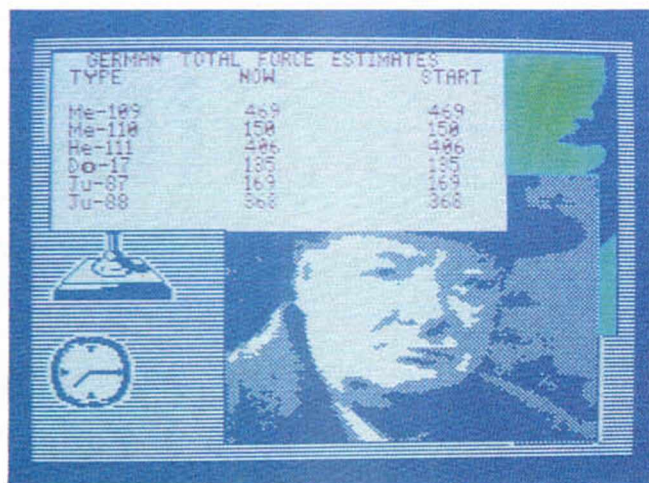 GERMAN TOTAL FORCE ESTIMATES
TYPE NOW START
Me-109 469 469
Me-110 150 150
He-111 406 406
Do-17 135 135
Ju-87 169 169
Ju-88 368 368